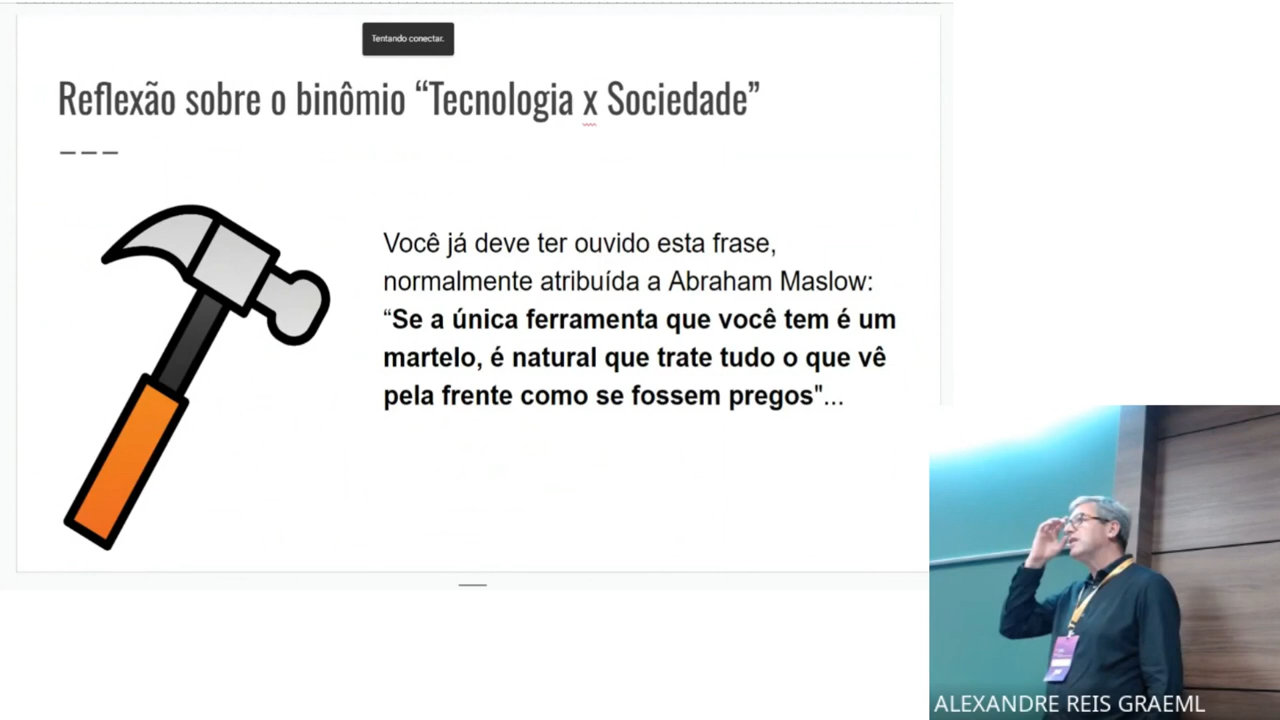 Tentando conectar.
Reflexão sobre o binômio “Tecnologia x Sociedade”
Você já deve ter ouvido esta frase,
normalmente atribuída a Abraham Maslow:
“Se a única ferramenta que você tem é um
martelo, é natural que trate tudo o que vê
pela frente como se fossem pregos"...
ALEXANDRE REIS GRAEML